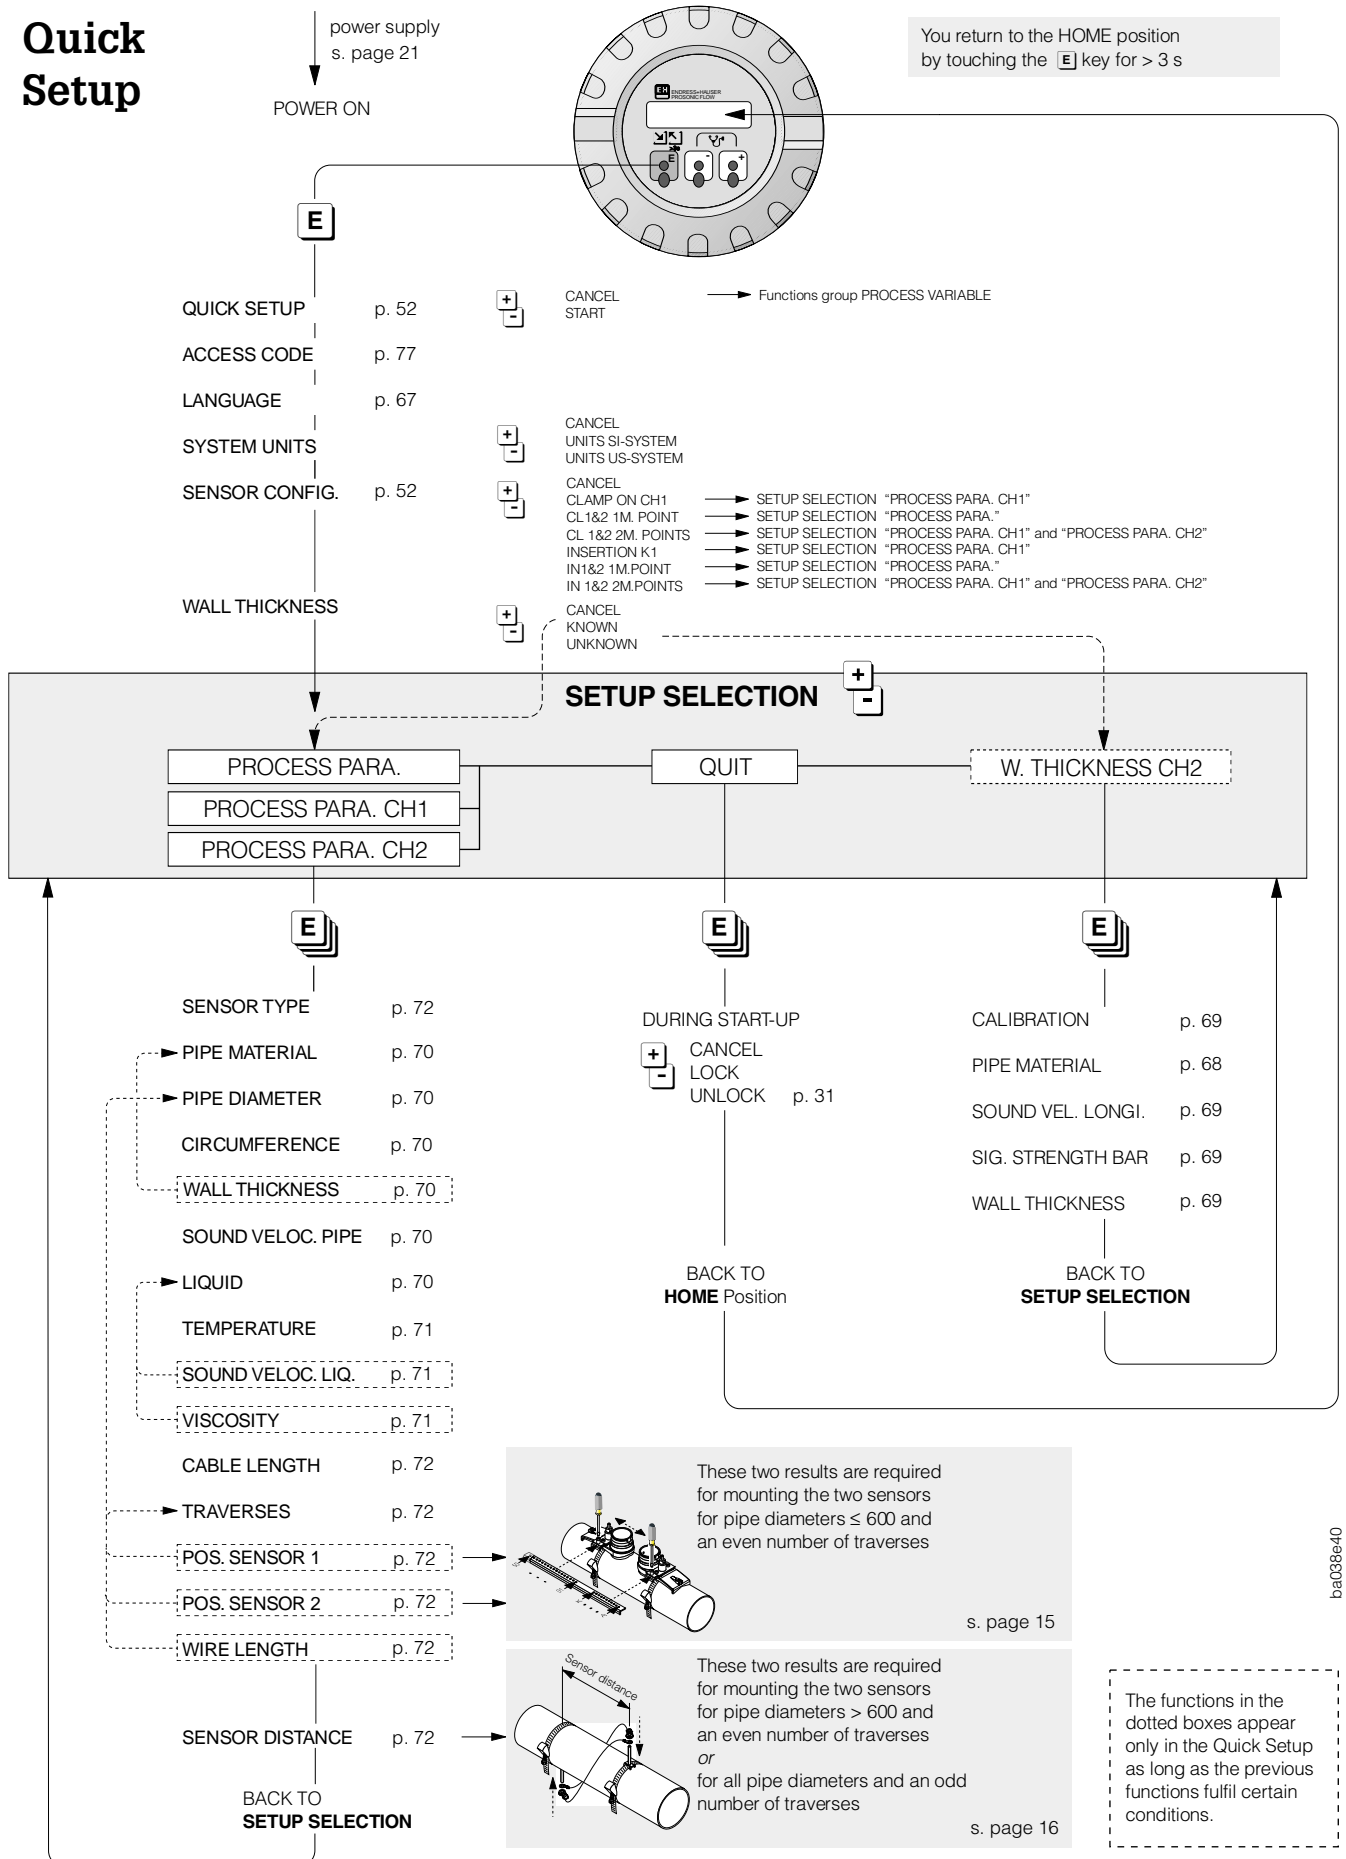 Quick
Setup
power supply
s. page 21
POWER ON
You return to the HOME position
by touching the E key for > 3 s
EH ENDRESS+HAUSER
PROSONIC FLOW
E - +
E
QUICK SETUP p. 52 + - CANCEL Functions group PROCESS VARIABLE
START
ACCESS CODE p. 77
LANGUAGE p. 67
SYSTEM UNITS + - CANCEL
UNITS SI-SYSTEM
UNITS US-SYSTEM
SENSOR CONFIG. p. 52 + - CANCEL
CLAMP ON CH1 SETUP SELECTION "PROCESS PARA. CH1"
CL1&2 1M. POINT SETUP SELECTION "PROCESS PARA."
CL 1&2 2M. POINTS SETUP SELECTION "PROCESS PARA. CH1" and "PROCESS PARA. CH2"
INSERTION K1 SETUP SELECTION "PROCESS PARA. CH1"
IN1&2 1M.POINT SETUP SELECTION "PROCESS PARA."
IN 1&2 2M.POINTS SETUP SELECTION "PROCESS PARA. CH1" and "PROCESS PARA. CH2"
WALL THICKNESS + - CANCEL
KNOWN
UNKNOWN
SETUP SELECTION + -
PROCESS PARA. QUIT W. THICKNESS CH2
PROCESS PARA. CH1
PROCESS PARA. CH2
E E E
SENSOR TYPE p. 72
PIPE MATERIAL p. 70
PIPE DIAMETER p. 70
CIRCUMFERENCE p. 70
WALL THICKNESS p. 70
SOUND VELOC. PIPE p. 70
LIQUID p. 70
TEMPERATURE p. 71
SOUND VELOC. LIQ. p. 71
VISCOSITY p. 71
CABLE LENGTH p. 72
TRAVERSES p. 72
POS. SENSOR 1 p. 72
POS. SENSOR 2 p. 72
WIRE LENGTH p. 72
SENSOR DISTANCE p. 72
BACK TO
SETUP SELECTION
DURING START-UP
+ - CANCEL
LOCK
UNLOCK p. 31
BACK TO
HOME Position
CALIBRATION p. 69
PIPE MATERIAL p. 68
SOUND VEL. LONGI. p. 69
SIG. STRENGTH BAR p. 69
WALL THICKNESS p. 69
BACK TO
SETUP SELECTION
These two results are required
for mounting the two sensors
for pipe diameters ≤ 600 and
an even number of traverses
s. page 15
Sensor distance
These two results are required
for mounting the two sensors
for pipe diameters > 600 and
an even number of traverses
or
for all pipe diameters and an odd
number of traverses
s. page 16
The functions in the
dotted boxes appear
only in the Quick Setup
as long as the previous
functions fulfil certain
conditions.
ba038e40